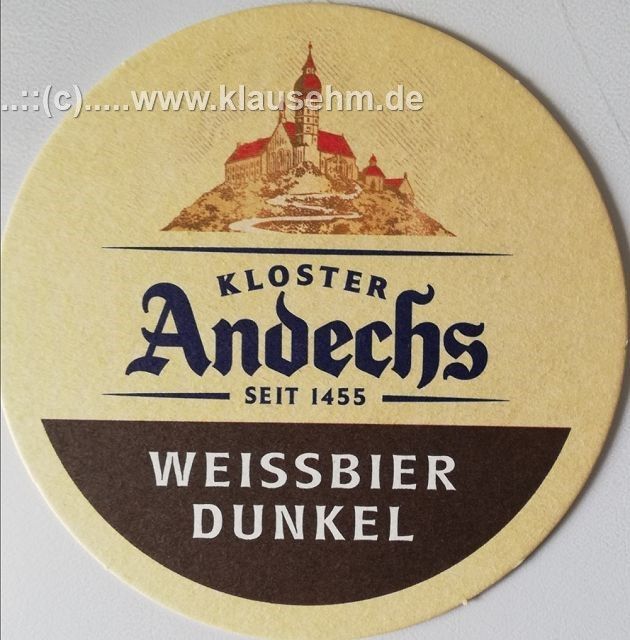 ..::(c).....www.klausehm.de
KLOSTER
Andechs
SEIT 1455
WEISSBIER
DUNKEL